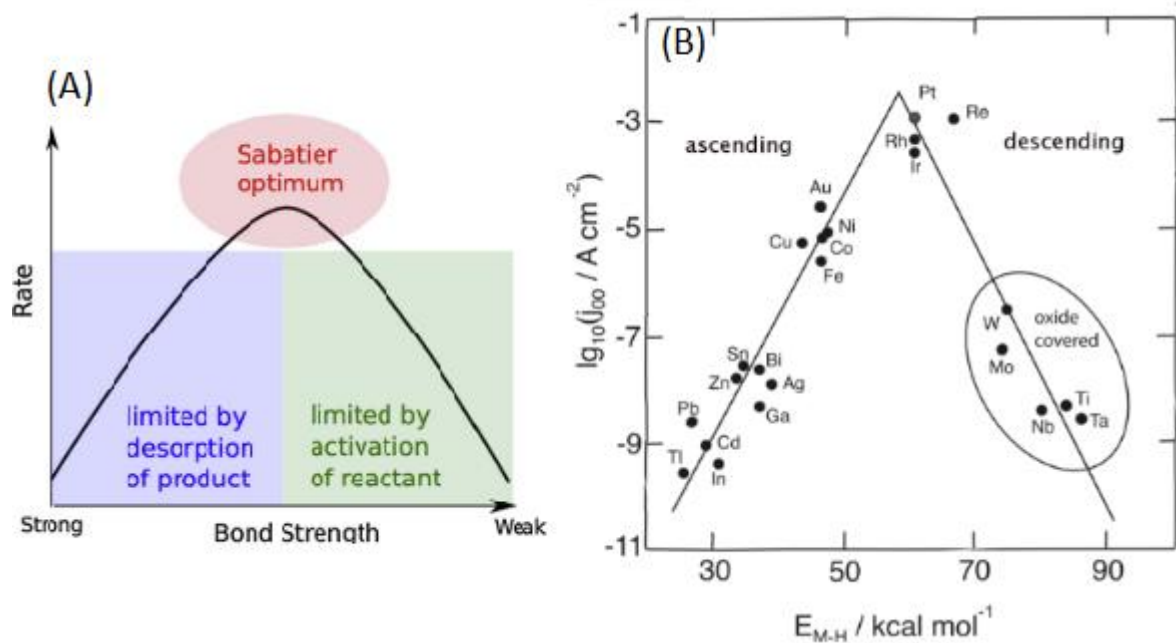 (A)
Sabatier
optimum
Rate
limited by
desorption
of product
limited by
activation
of reactant
Strong
Bond Strength
Weak
(B)
-1
-3
-5
-7
-9
-11
lg10(j00 / A cm-2)
ascending
descending
Pt
Re
Rh
Ir
Au
Ni
Cu
Co
Fe
Sn
Bi
Zn
Ag
Ga
Pb
Cd
Tl
In
W
oxide
covered
Mo
Ti
Nb
Ta
30
50
70
90
EM-H / kcal mol-1